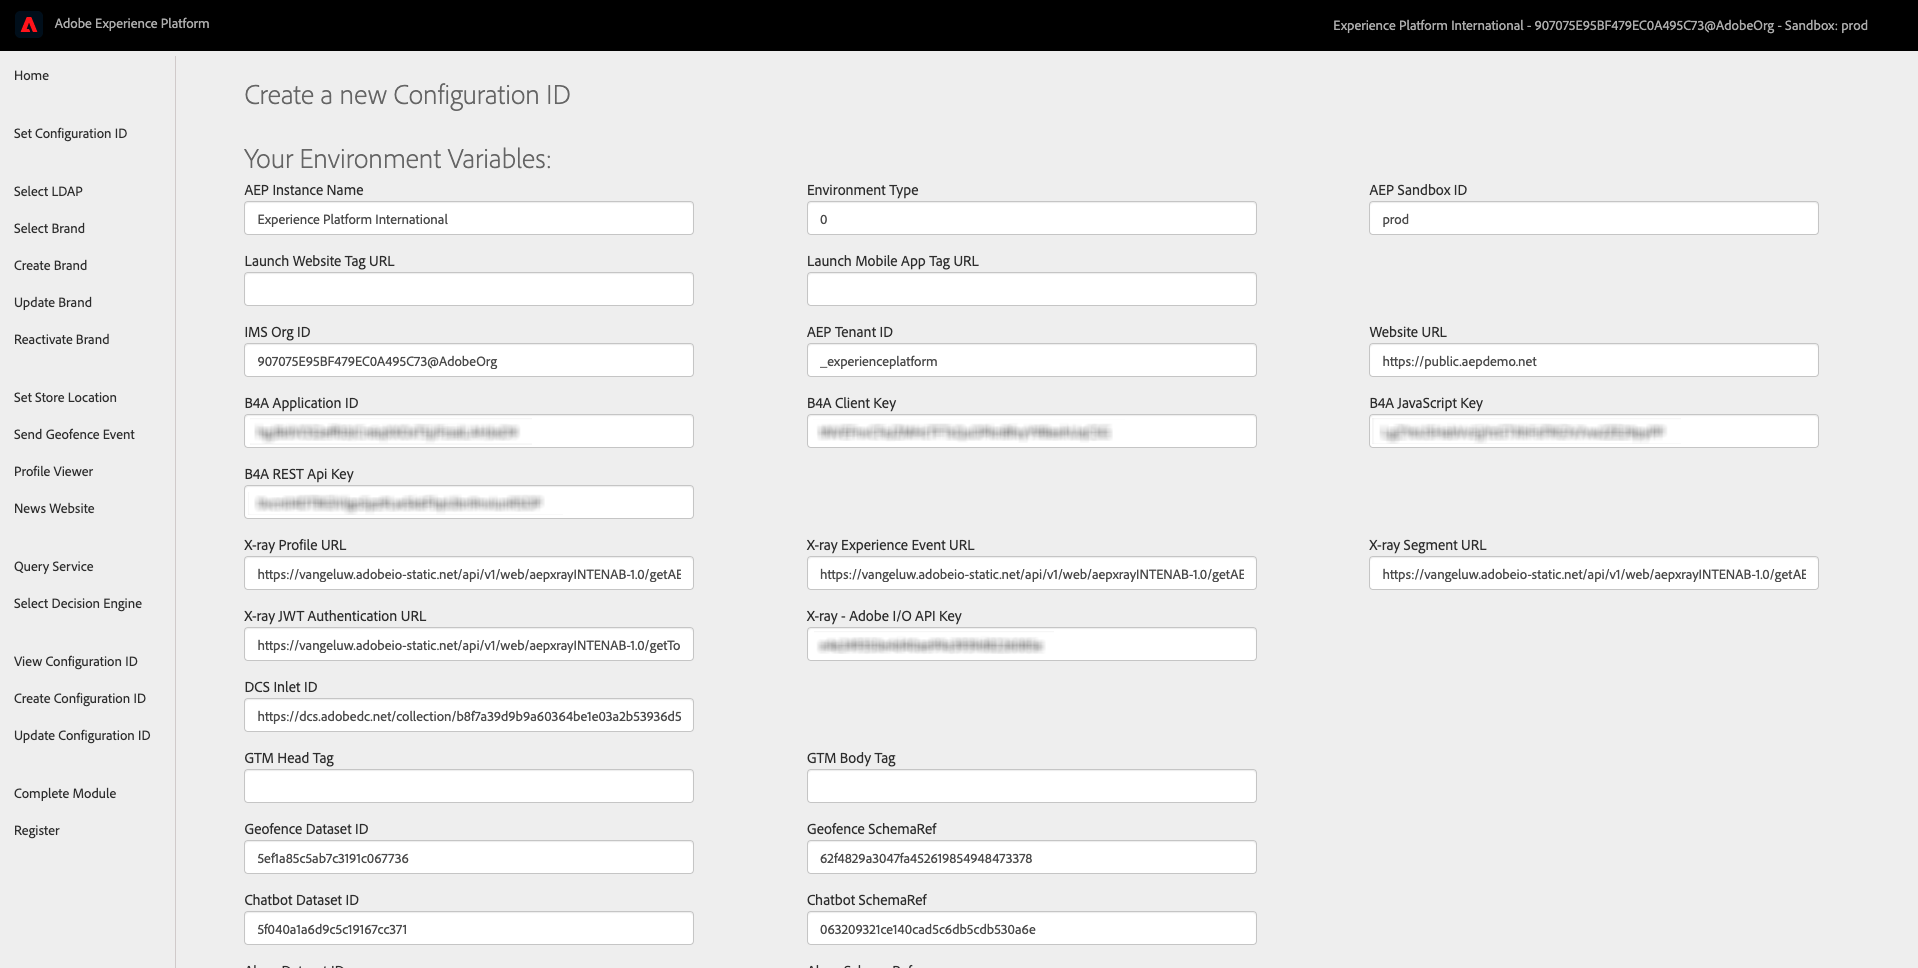 Adobe Experience Platform
Experience Platform International - 907075E95BF479EC0A495C73@AdobeOrg - Sandbox: prod
Home
Set Configuration ID
Select LDAP
Select Brand
Create Brand
Update Brand
Reactivate Brand
Set Store Location
Send Geofence Event
Profile Viewer
News Website
Query Service
Select Decision Engine
View Configuration ID
Create Configuration ID
Update Configuration ID
Complete Module
Register
Create a new Configuration ID
Your Environment Variables:
AEP Instance Name
Environment Type
AEP Sandbox ID
Experience Platform International
0
prod
Launch Website Tag URL
Launch Mobile App Tag URL
IMS Org ID
AEP Tenant ID
Website URL
907075E95BF479EC0A495C73@AdobeOrg
_experienceplatform
https://public.aepdemo.net
B4A Application ID
B4A Client Key
B4A JavaScript Key
B4A REST Api Key
X-ray Profile URL
X-ray Experience Event URL
X-ray Segment URL
https://vangeluw.adobeio-static.net/api/v1/web/aepxrayINTENAB-1.0/getAE
https://vangeluw.adobeio-static.net/api/v1/web/aepxrayINTENAB-1.0/getAE
https://vangeluw.adobeio-static.net/api/v1/web/aepxrayINTENAB-1.0/getAE
X-ray JWT Authentication URL
X-ray - Adobe I/O API Key
https://vangeluw.adobeio-static.net/api/v1/web/aepxrayINTENAB-1.0/getTo
DCS Inlet ID
https://dcs.adobedc.net/collection/b8f7a39d9b9a60364be1e03a2b53936d5
GTM Head Tag
GTM Body Tag
Geofence Dataset ID
Geofence SchemaRef
5ef1a85c5ab7c3191c067736
62f4829a3047fa452619854948473378
Chatbot Dataset ID
Chatbot SchemaRef
5f040a1a6d9c5c19167cc371
063209321ce140cad5c6db5cdb530a6e